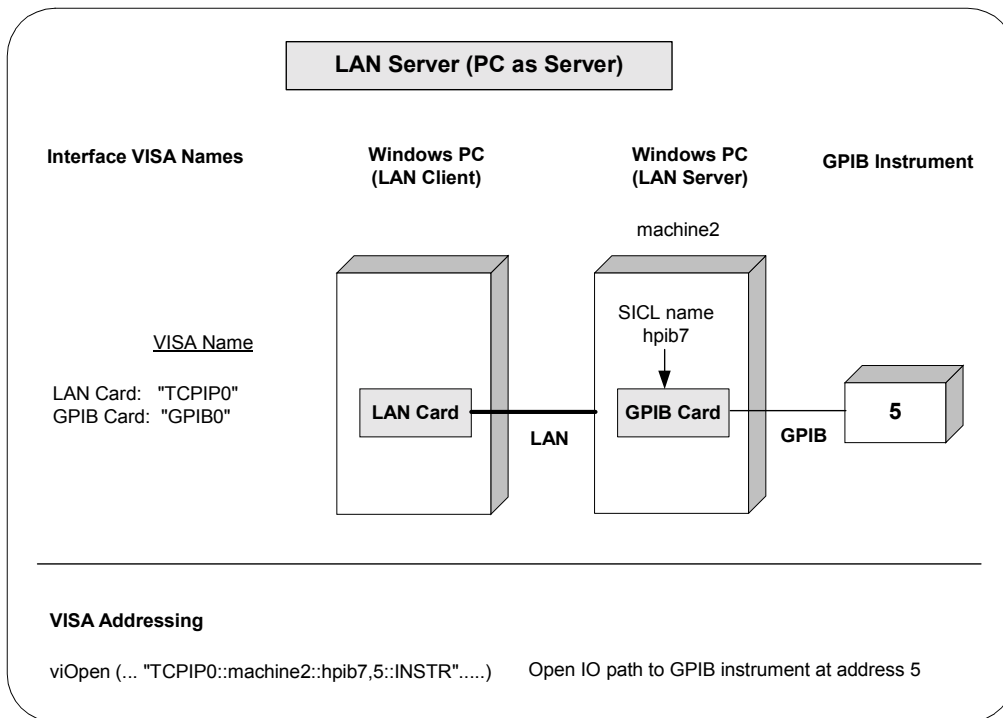 LAN Server (PC as Server)
Interface VISA Names
Windows PC
(LAN Client)
Windows PC
(LAN Server)
GPIB Instrument
machine2
SICL name
hpib7
VISA Name
LAN Card: "TCPIP0"
GPIB Card: "GPIB0"
LAN Card
LAN
GPIB Card
GPIB
5
VISA Addressing
viOpen (... "TCPIP0::machine2::hpib7,5::INSTR".....) Open IO path to GPIB instrument at address 5